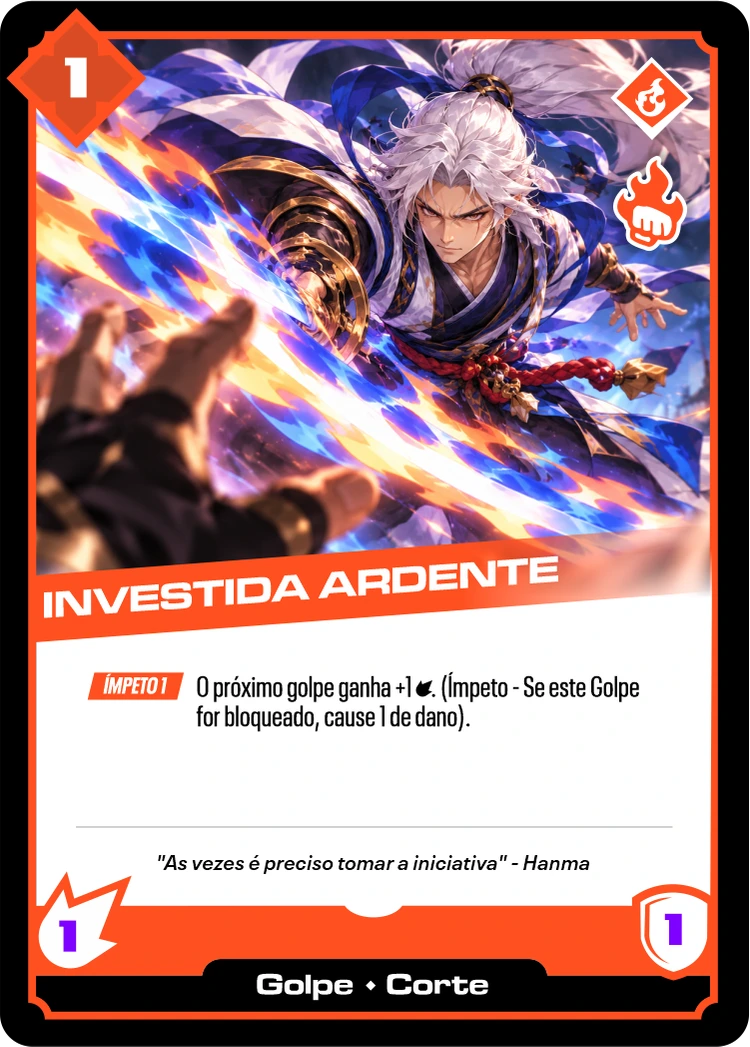 1
INVESTIDA ARDENTE
ÍMPETO 1 O próximo golpe ganha +1. (Ímpeto - Se este Golpe
for bloqueado, cause 1 de dano).
"As vezes é preciso tomar a iniciativa" - Hanma
1
1
Golpe • Corte